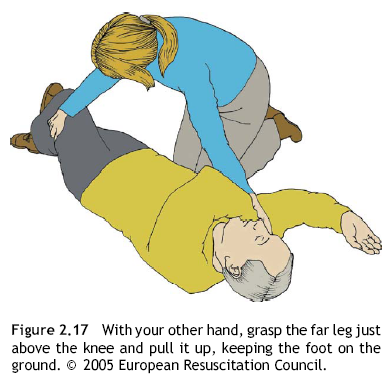 Figure 2.17 With your other hand, grasp the far leg just
above the knee and pull it up, keeping the foot on the
ground. © 2005 European Resuscitation Council.